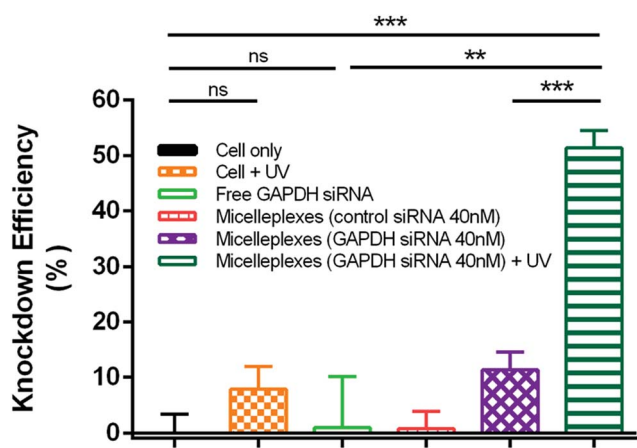 ***
ns
**
ns
***
Knockdown Efficiency
(%)
60
50
40
30
20
10
0
Cell only
Cell + UV
Free GAPDH siRNA
Micelleplexes (control siRNA 40nM)
Micelleplexes (GAPDH siRNA 40nM)
Micelleplexes (GAPDH siRNA 40nM) + UV